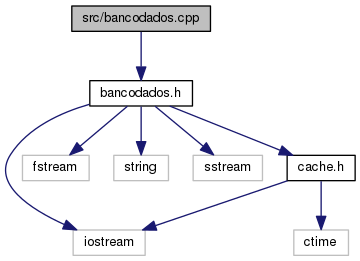 src/bancodados.cpp
bancodados.h
fstream
string
sstream
cache.h
iostream
ctime